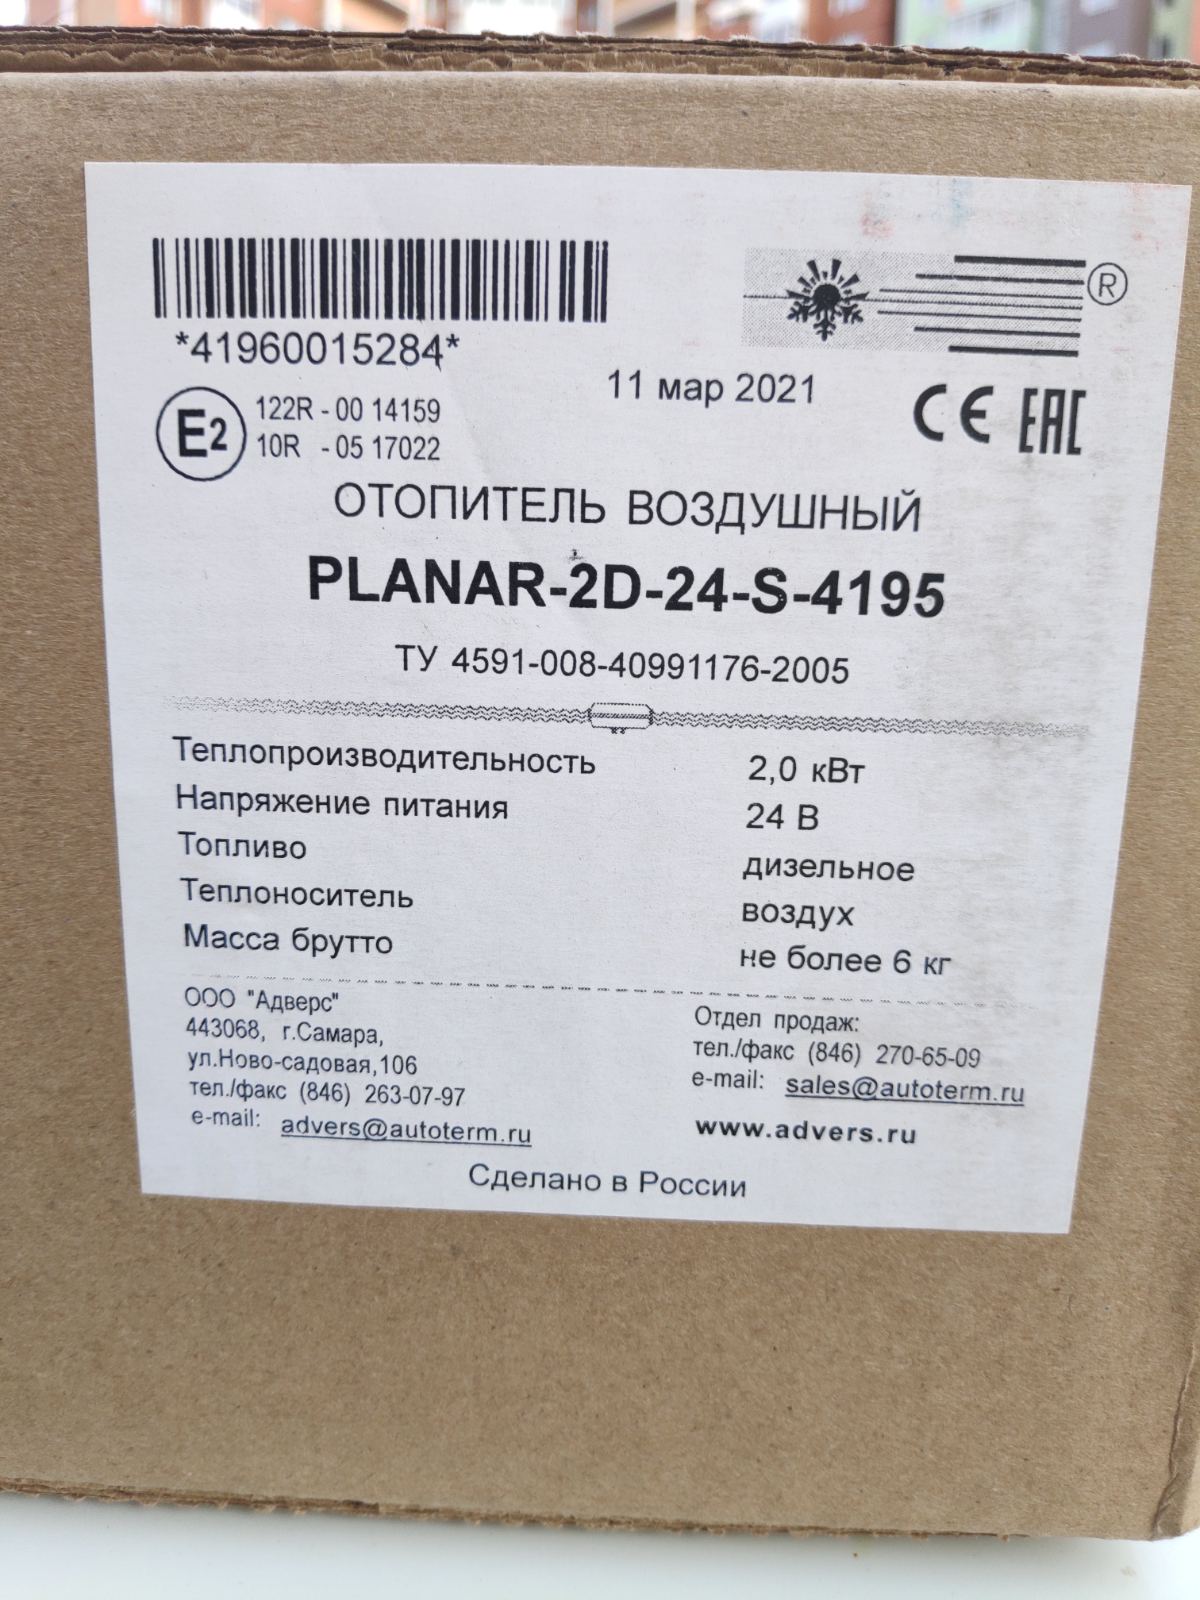 *41960015284*
®
11 мар 2021
E2
122R - 00 14159
10R - 05 17022
CE EAC
ОТОПИТЕЛЬ ВОЗДУШНЫЙ
PLANAR-2D-24-S-4195
ТУ 4591-008-40991176-2005
Теплопроизводительность 2,0 кВт
Напряжение питания 24 В
Топливо дизельное
Теплоноситель воздух
Масса брутто не более 6 кг
ООО "Адверс"
443068, г.Самара,
ул.Ново-садовая,106
тел./факс (846) 263-07-97
e-mail: advers@autoterm.ru
Отдел продаж:
тел./факс (846) 270-65-09
e-mail: sales@autoterm.ru
www.advers.ru
Сделано в России